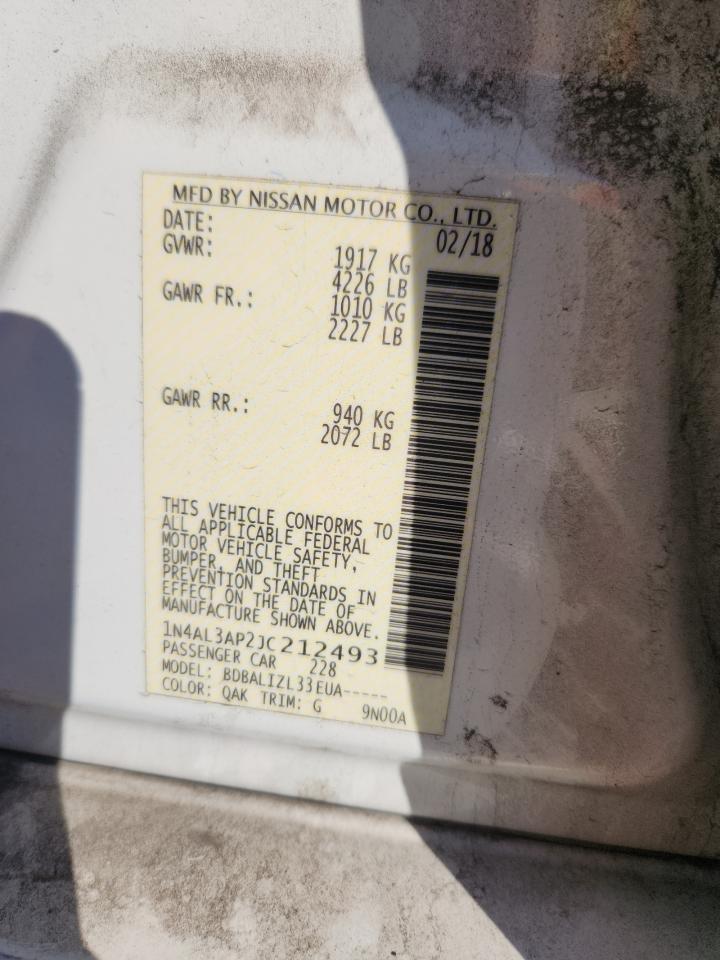 MFD BY NISSAN MOTOR CO., LTD.
DATE: 02/18
GVWR: 1917 KG
4226 LB
GAWR FR.: 1010 KG
2227 LB
GAWR RR.: 940 KG
2072 LB
THIS VEHICLE CONFORMS TO
ALL APPLICABLE FEDERAL
MOTOR VEHICLE SAFETY,
BUMPER, AND THEFT
PREVENTION STANDARDS IN
EFFECT ON THE DATE OF
MANUFACTURE SHOWN ABOVE.
1N4AL3AP2JC212493
PASSENGER CAR 228
MODEL: BDBALIZL33EUA-----
COLOR: QAK TRIM: G 9N00A